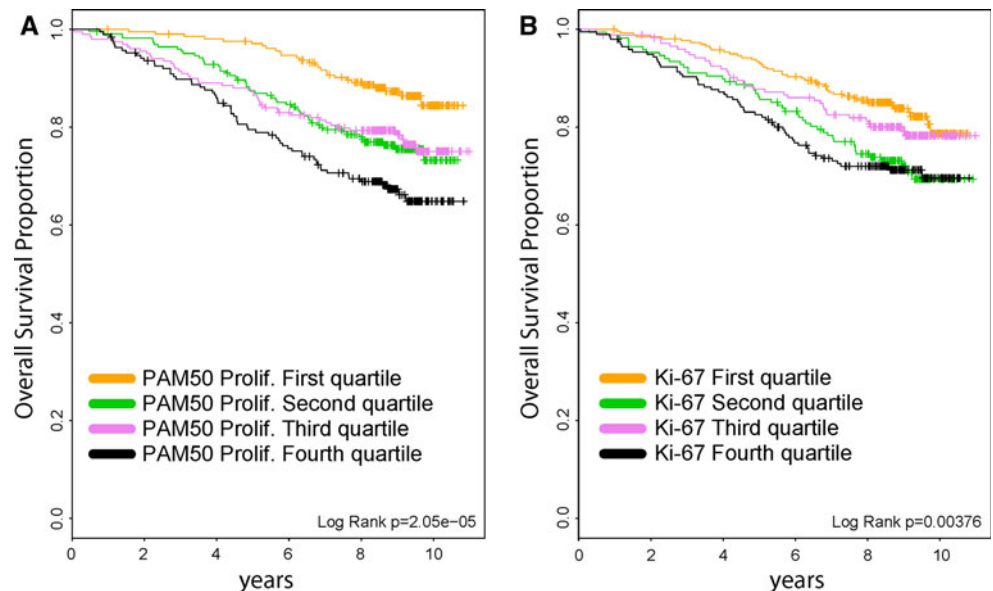 A
Overall Survival Proportion
1.0
0.8
0.6
0.4
0.2
0.0
PAM50 Prolif. First quartile
PAM50 Prolif. Second quartile
PAM50 Prolif. Third quartile
PAM50 Prolif. Fourth quartile
Log Rank p=2.05e−05
0 2 4 6 8 10
years
B
Overall Survival Proportion
1.0
0.8
0.6
0.4
0.2
0.0
Ki-67 First quartile
Ki-67 Second quartile
Ki-67 Third quartile
Ki-67 Fourth quartile
Log Rank p=0.00376
0 2 4 6 8 10
years